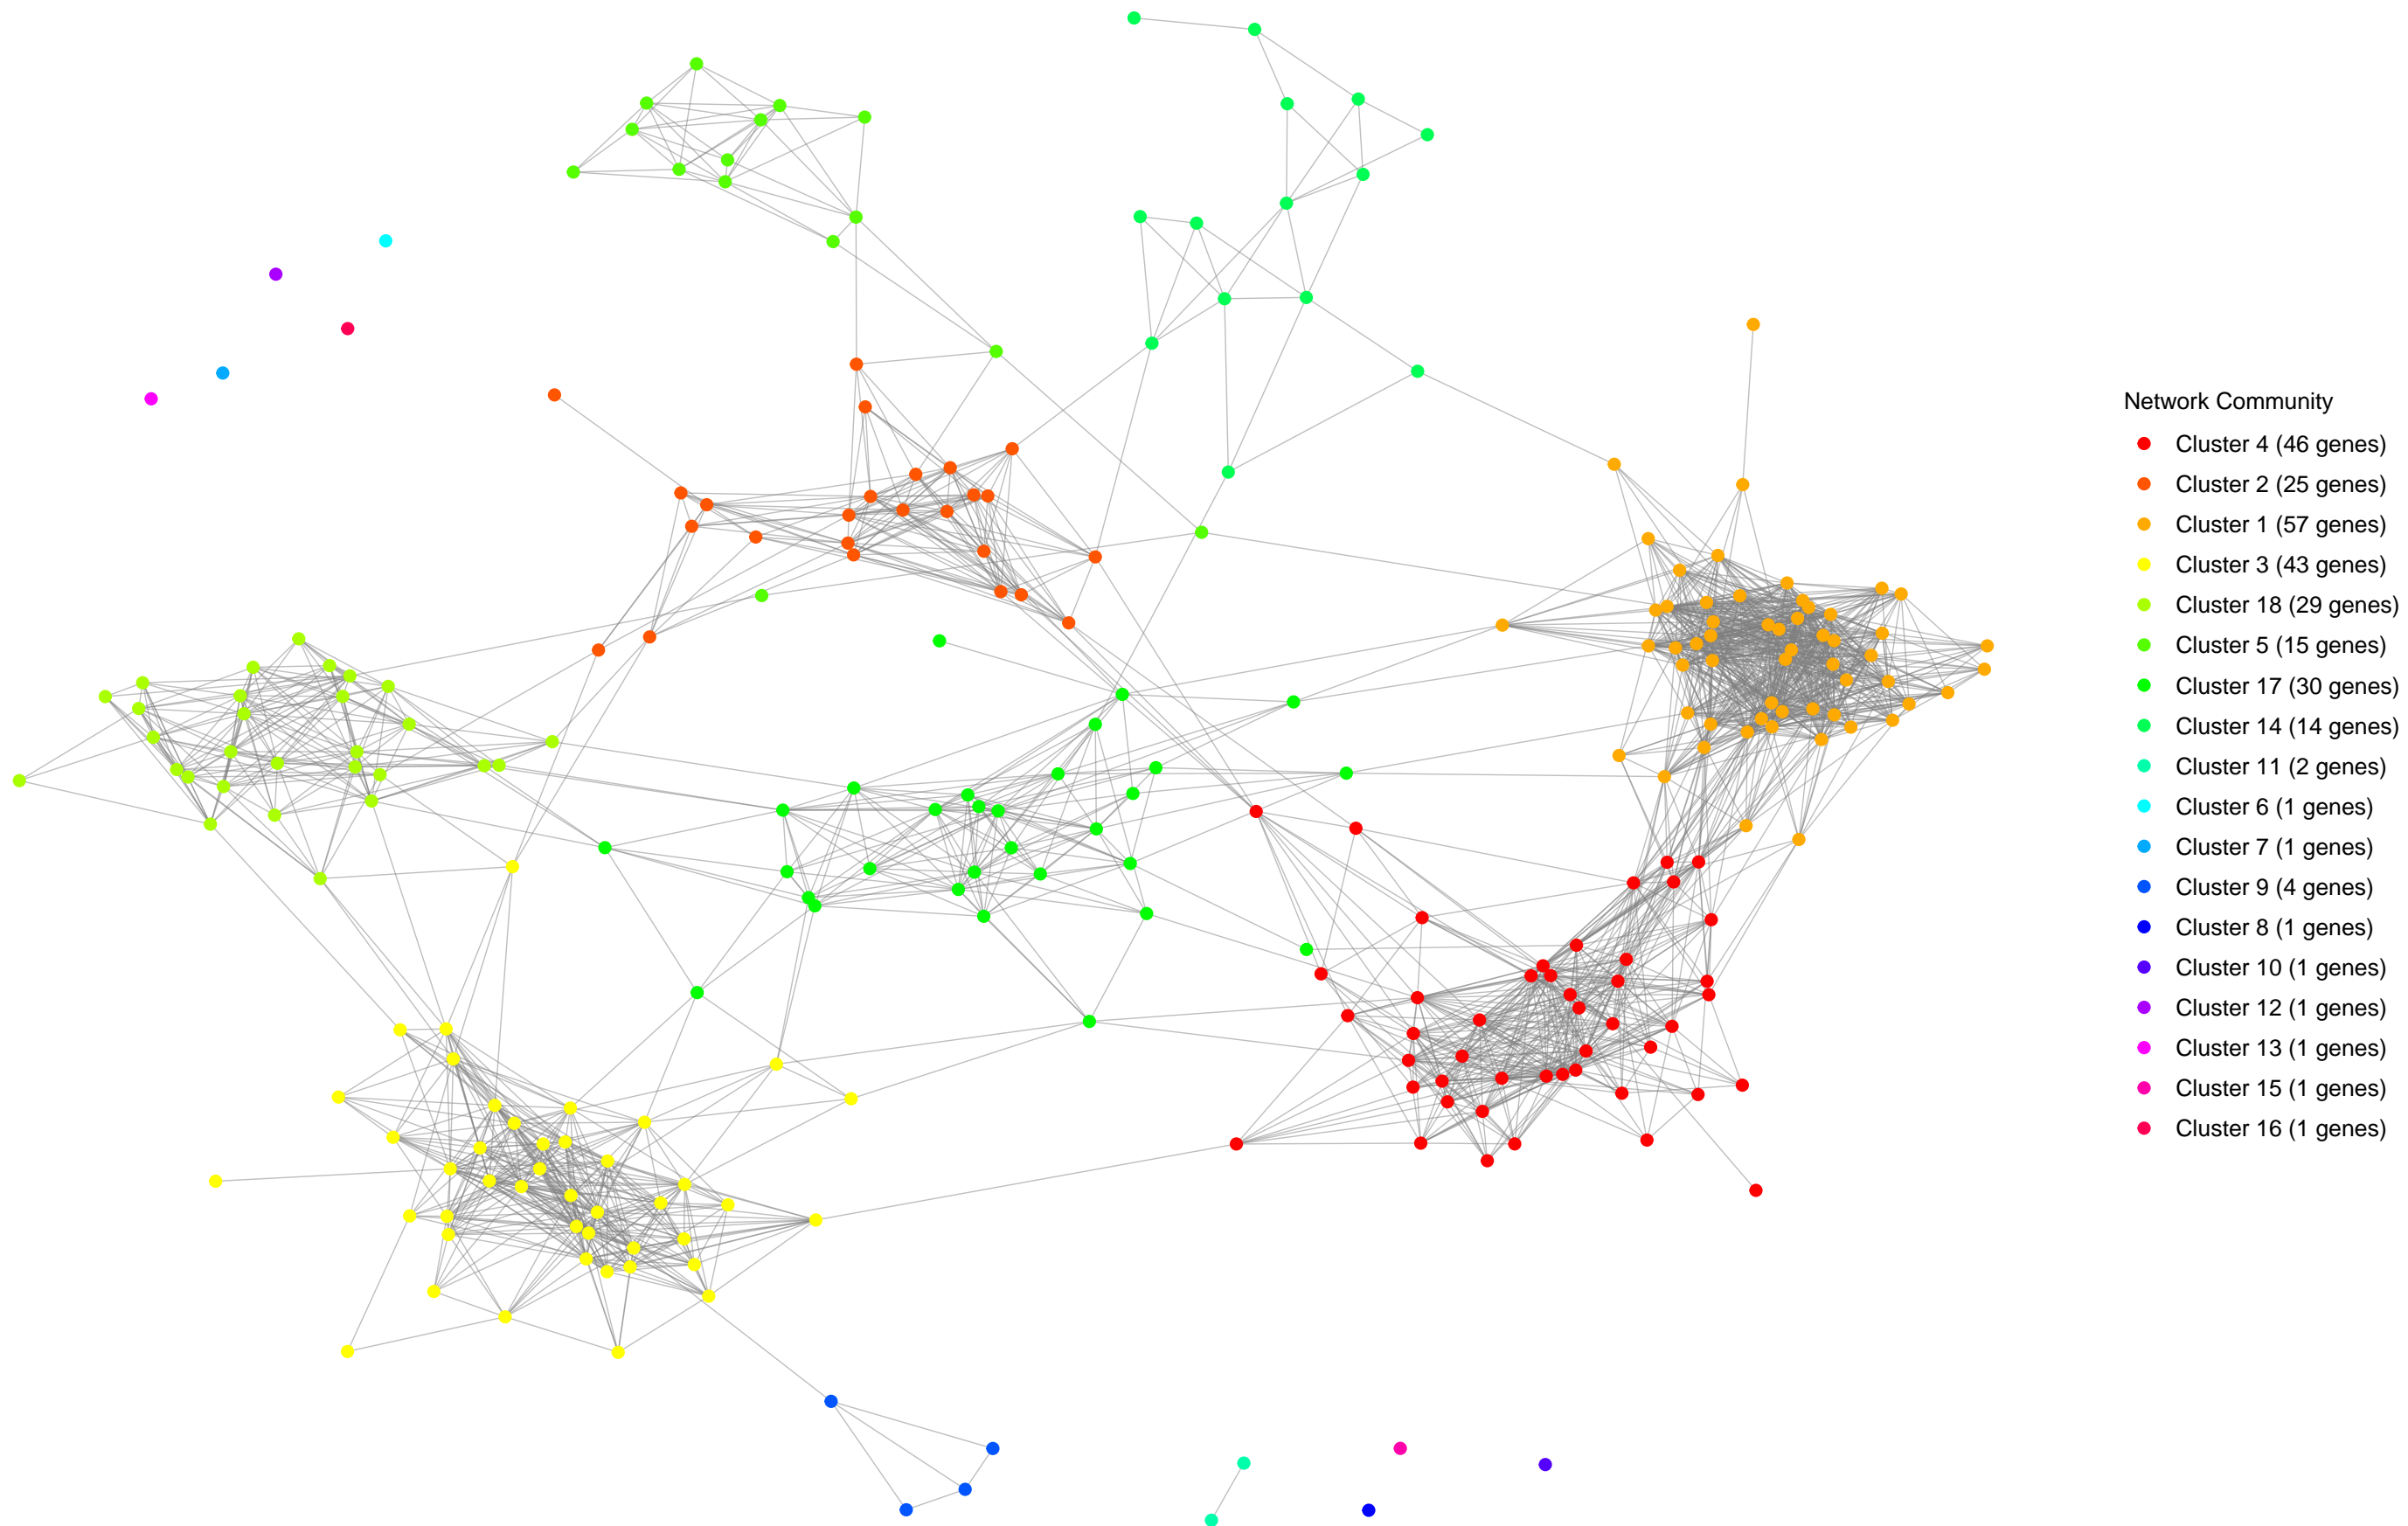 Network Community
Cluster 4 (46 genes)
Cluster 2 (25 genes)
Cluster 1 (57 genes)
Cluster 3 (43 genes)
Cluster 18 (29 genes)
Cluster 5 (15 genes)
Cluster 17 (30 genes)
Cluster 14 (14 genes)
Cluster 11 (2 genes)
Cluster 6 (1 genes)
Cluster 7 (1 genes)
Cluster 9 (4 genes)
Cluster 8 (1 genes)
Cluster 10 (1 genes)
Cluster 12 (1 genes)
Cluster 13 (1 genes)
Cluster 15 (1 genes)
Cluster 16 (1 genes)